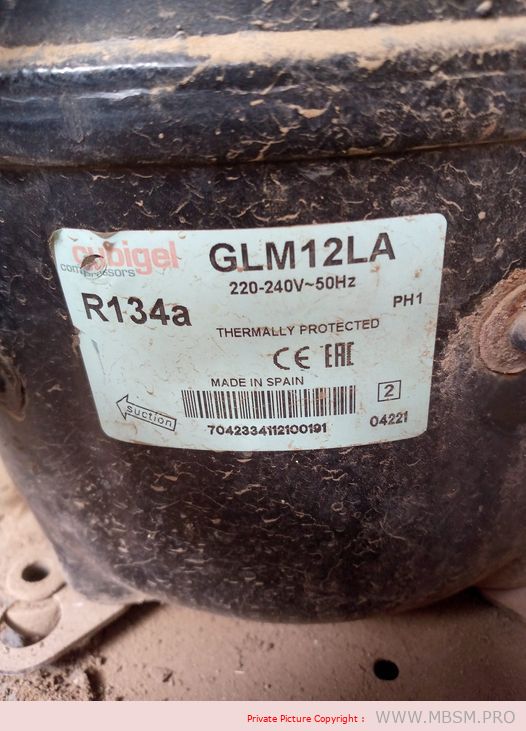 cubigel
compressors
GLM12LA
220-240V~50Hz
R134a
PH1
THERMALLY PROTECTED
CE EAC
MADE IN SPAIN
2
suction
7042334112100191
04221
Private Picture Copyright : WWW.MBSM.PRO